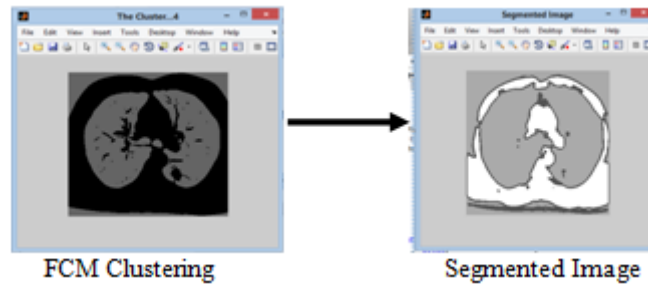 The Cluster...4
File Edit View Insert Tools Desktop Window Help
Segmented Image
File Edit View Insert Tools Desktop Window Help
FCM Clustering
Segmented Image